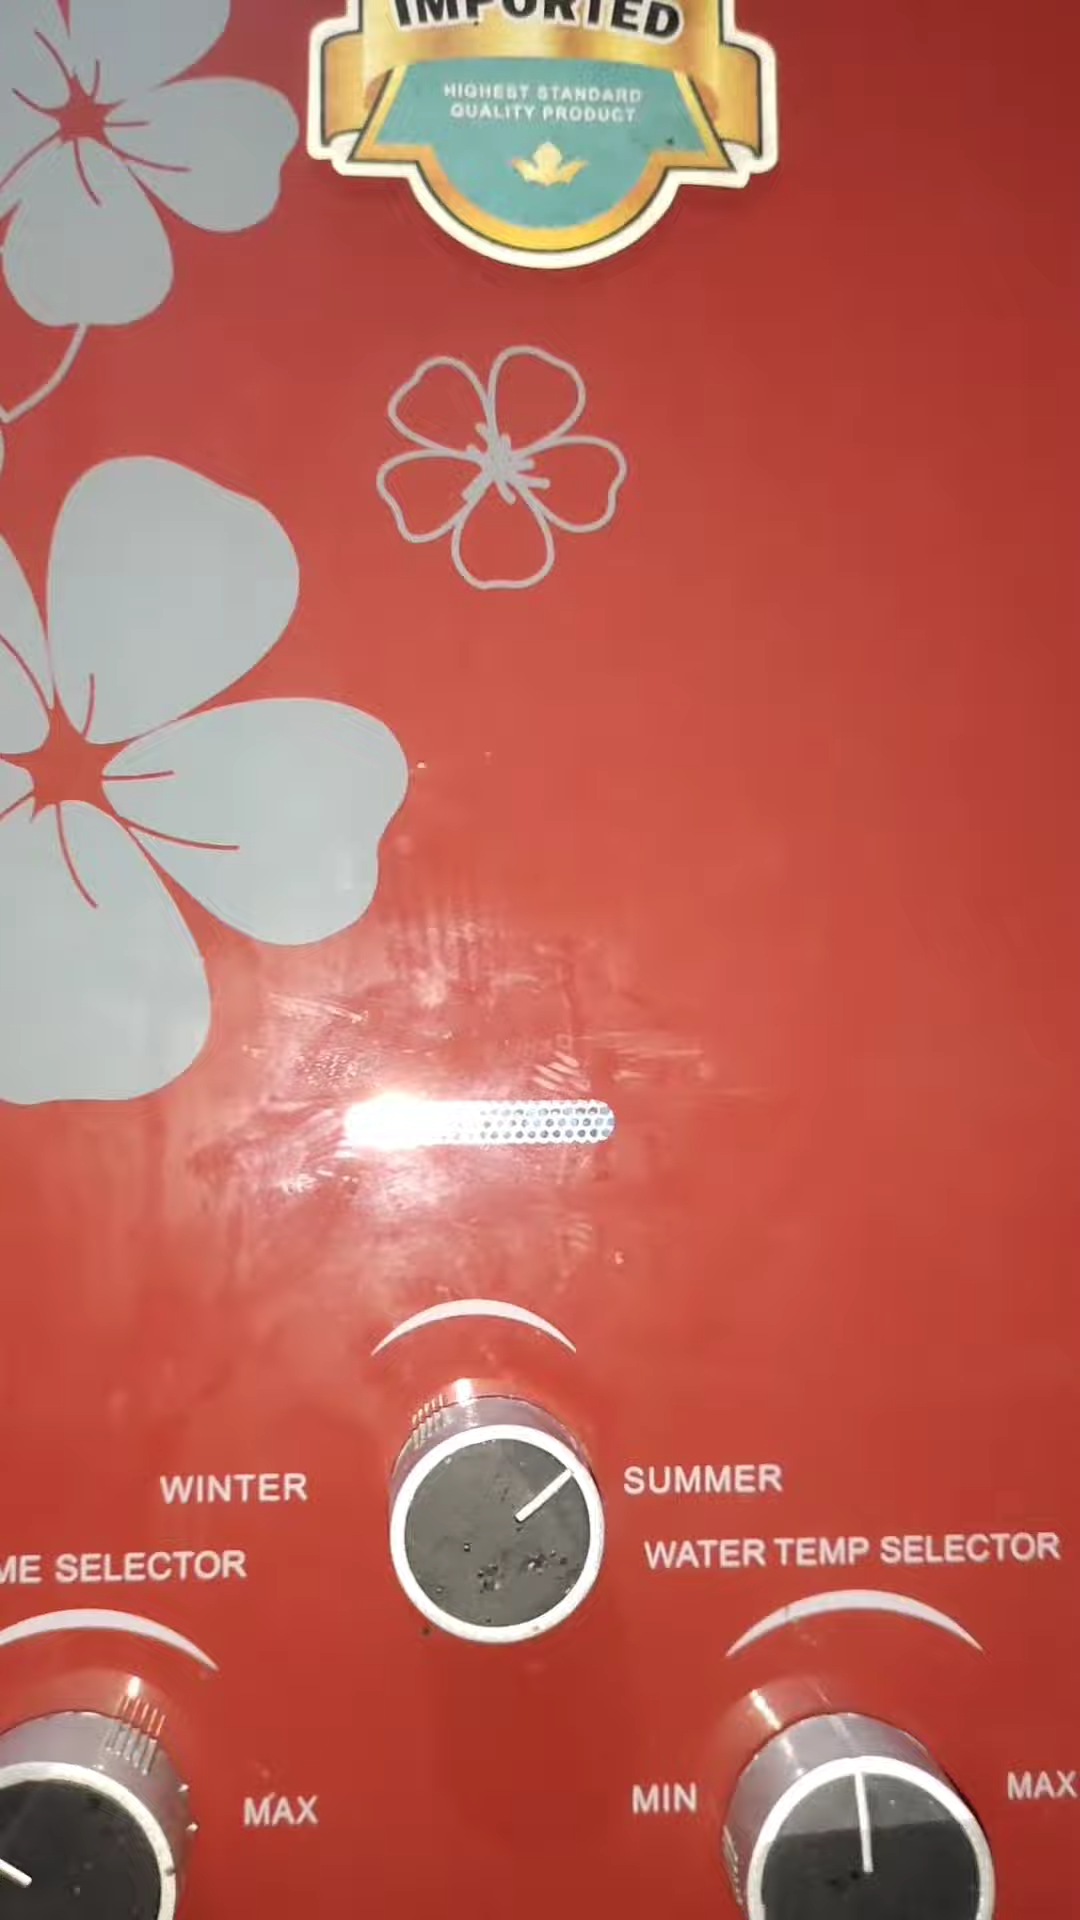 IMPORTED
HIGHEST STANDARD
QUALITY PRODUCT
WINTER
SUMMER
ME SELECTOR
WATER TEMP SELECTOR
MAX
MIN
MAX